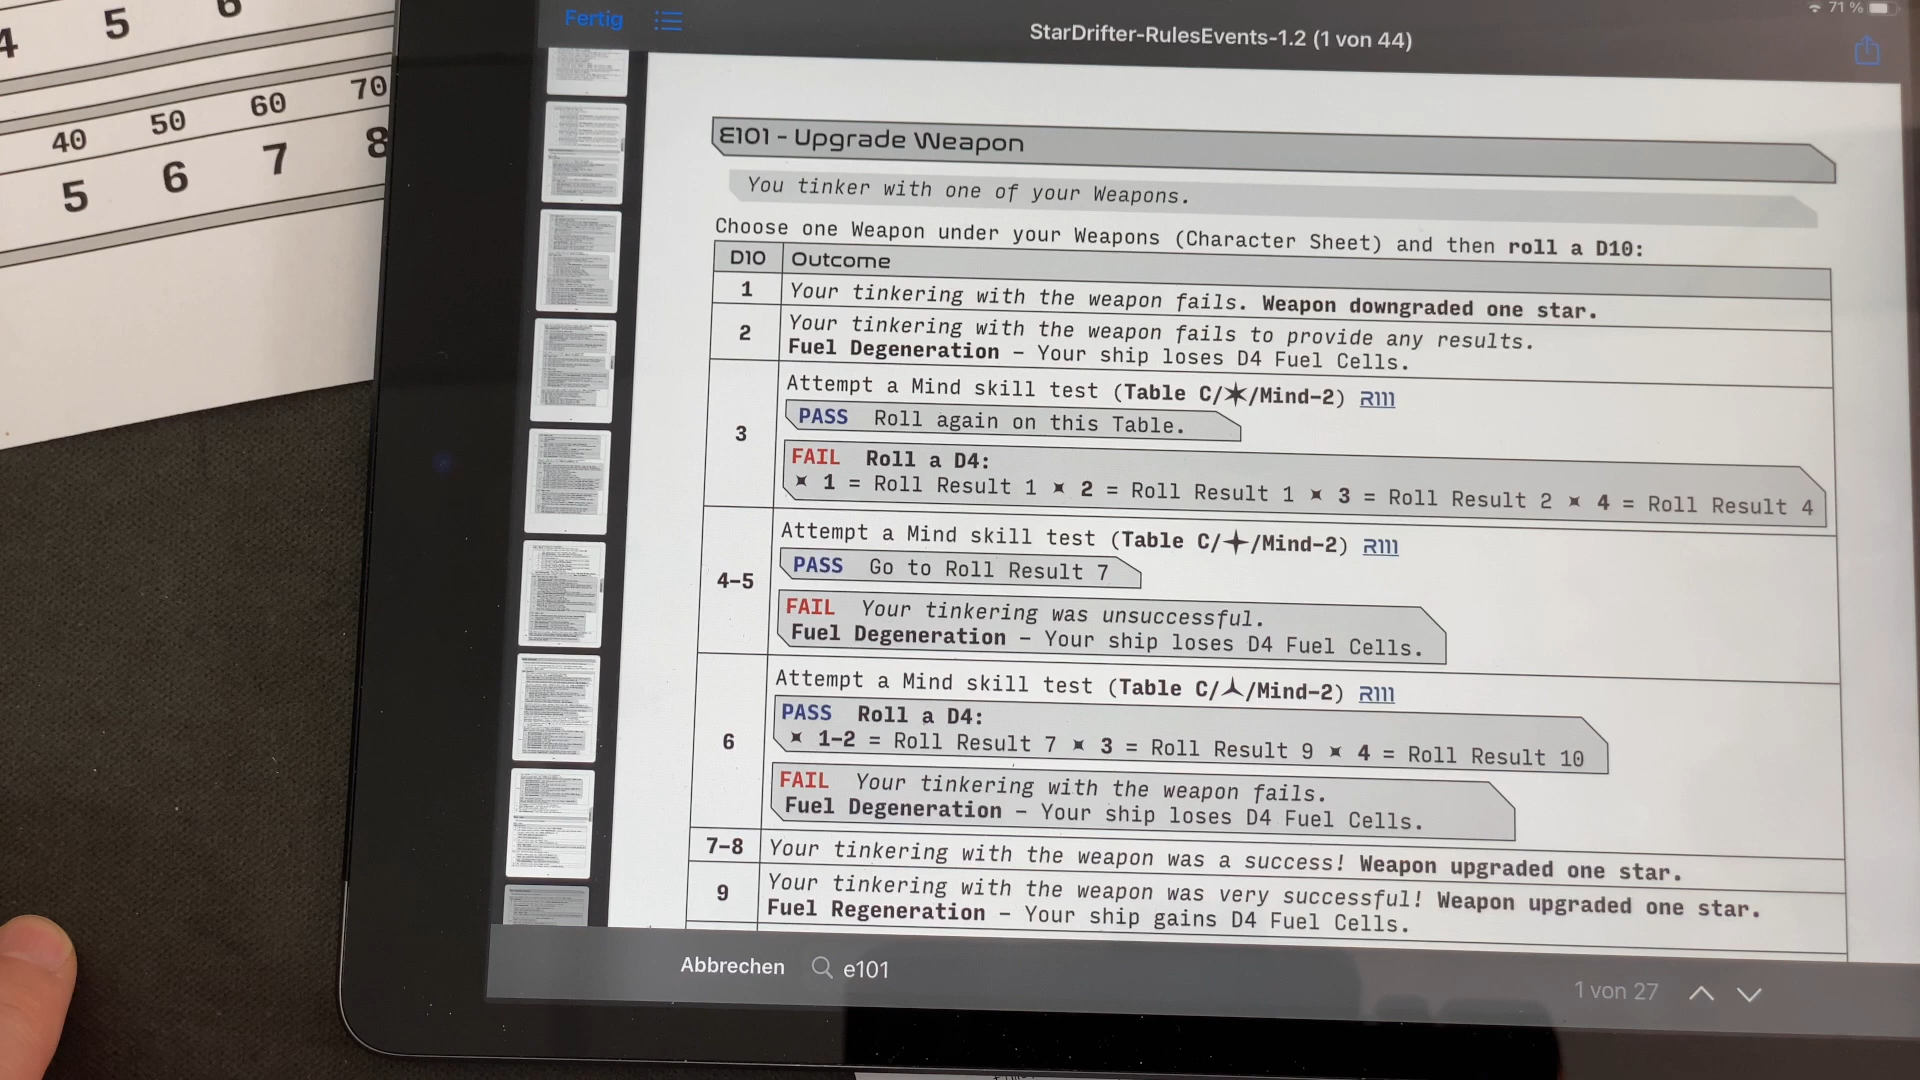 4 5 6
40 50 60 70
5 6 7 8
Fertig
StarDrifter-RulesEvents-1.2 (1 von 44)
71 %
E101 - Upgrade Weapon
You tinker with one of your Weapons.
Choose one Weapon under your Weapons (Character Sheet) and then roll a D10:
D10 Outcome
1 Your tinkering with the weapon fails. Weapon downgraded one star.
2 Your tinkering with the weapon fails to provide any results.
Fuel Degeneration – Your ship loses D4 Fuel Cells.
3 Attempt a Mind skill test (Table C/✶/Mind-2) R111
PASS Roll again on this Table.
FAIL Roll a D4:
✶ 1 = Roll Result 1 ✶ 2 = Roll Result 1 ✶ 3 = Roll Result 2 ✶ 4 = Roll Result 4
4-5 Attempt a Mind skill test (Table C/✦/Mind-2) R111
PASS Go to Roll Result 7
FAIL Your tinkering was unsuccessful.
Fuel Degeneration – Your ship loses D4 Fuel Cells.
6 Attempt a Mind skill test (Table C/⅄/Mind-2) R111
PASS Roll a D4:
✶ 1-2 = Roll Result 7 ✶ 3 = Roll Result 9 ✶ 4 = Roll Result 10
FAIL Your tinkering with the weapon fails.
Fuel Degeneration – Your ship loses D4 Fuel Cells.
7-8 Your tinkering with the weapon was a success! Weapon upgraded one star.
9 Your tinkering with the weapon was very successful! Weapon upgraded one star.
Fuel Regeneration – Your ship gains D4 Fuel Cells.
Abbrechen e101
1 von 27